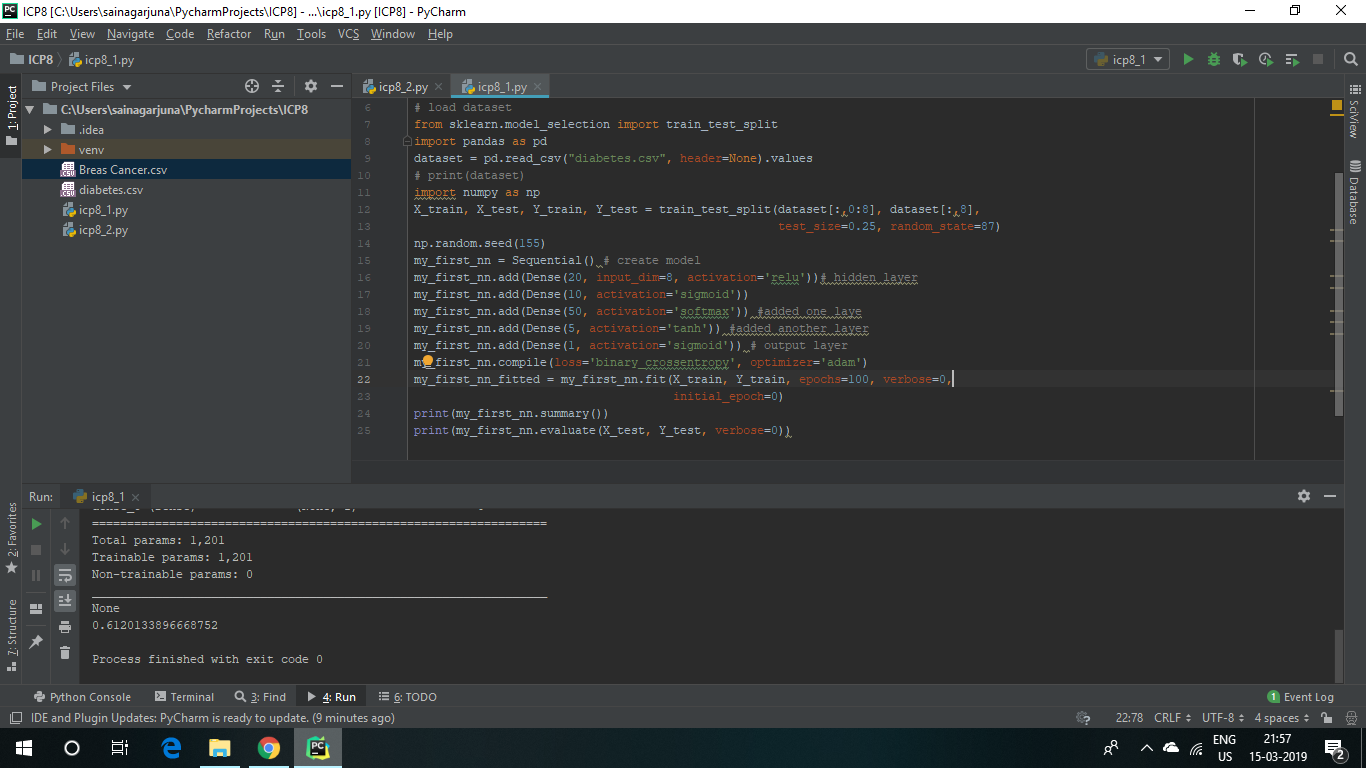 ICP8 [C:\Users\sainagarjuna\PycharmProjects\ICP8] - ...\icp8_1.py [ICP8] - PyCharm
File Edit View Navigate Code Refactor Run Tools VCS Window Help
ICP8 icp8_1.py icp8_1
Project Files
icp8_2.py icp8_1.py
1: Project
C:\Users\sainagarjuna\PycharmProjects\ICP8
.idea
venv
Breas Cancer.csv
diabetes.csv
icp8_1.py
icp8_2.py
6 # load dataset
7 from sklearn.model_selection import train_test_split
8 import pandas as pd
9 dataset = pd.read_csv("diabetes.csv", header=None).values
10 # print(dataset)
11 import numpy as np
12 X_train, X_test, Y_train, Y_test = train_test_split(dataset[:,0:8], dataset[:,8],
13 test_size=0.25, random_state=87)
14 np.random.seed(155)
15 my_first_nn = Sequential() # create model
16 my_first_nn.add(Dense(20, input_dim=8, activation='relu'))# hidden layer
17 my_first_nn.add(Dense(10, activation='sigmoid'))
18 my_first_nn.add(Dense(50, activation='softmax')) #added one laye
19 my_first_nn.add(Dense(5, activation='tanh')) #added another layer
20 my_first_nn.add(Dense(1, activation='sigmoid')) # output layer
21 my_first_nn.compile(loss='binary_crossentropy', optimizer='adam')
22 my_first_nn_fitted = my_first_nn.fit(X_train, Y_train, epochs=100, verbose=0,
23 initial_epoch=0)
24 print(my_first_nn.summary())
25 print(my_first_nn.evaluate(X_test, Y_test, verbose=0))
SciView
Database
Run: icp8_1
=================================================================
Total params: 1,201
Trainable params: 1,201
Non-trainable params: 0
_________________________________________________________________
None
0.6120133896668752
Process finished with exit code 0
2: Favorites
7: Structure
Python Console Terminal 3: Find 4: Run 6: TODO 1 Event Log
IDE and Plugin Updates: PyCharm is ready to update. (9 minutes ago) 22:78 CRLF UTF-8 4 spaces
ENG 21:57
US 15-03-2019 2